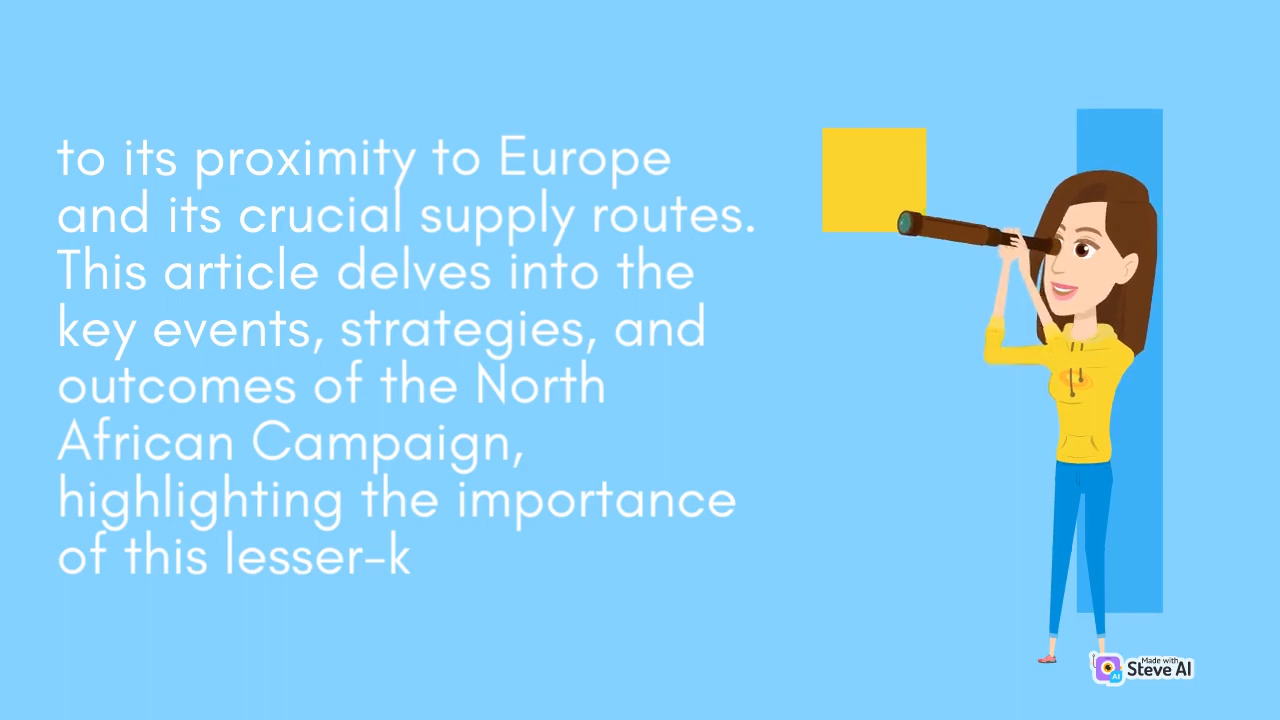 to its proximity to Europe
and its crucial supply routes.
This article delves into the
key events, strategies, and
outcomes of the North
African Campaign,
highlighting the importance
of this lesser-k
Made with
Steve AI
AI